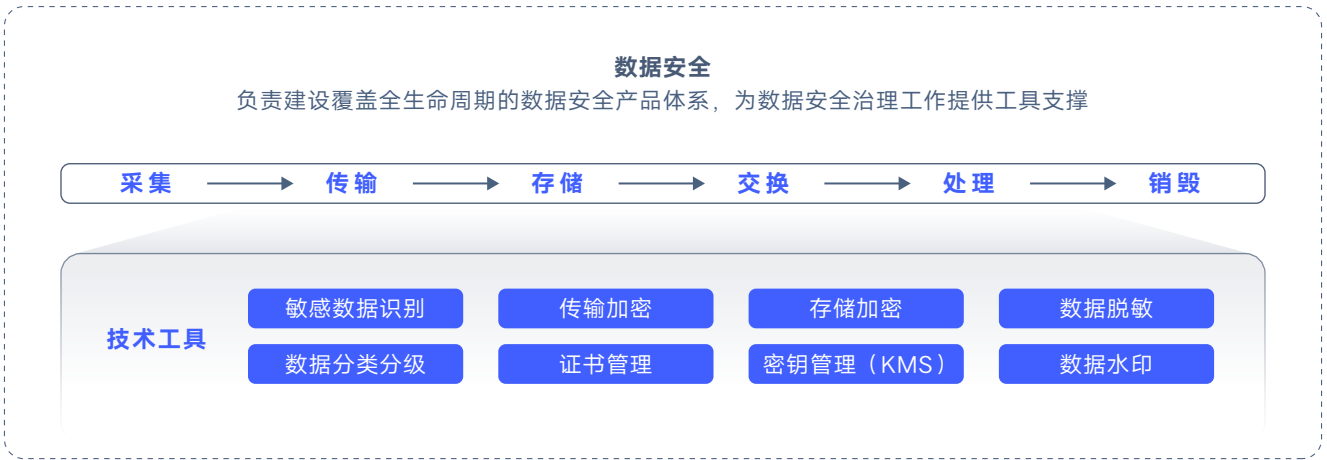 数据安全
负责建设覆盖全生命周期的数据安全产品体系，为数据安全治理工作提供工具支撑
采集 传输 存储 交换 处理 销毁
敏感数据识别 传输加密 存储加密 数据脱敏
技术工具
数据分类分级 证书管理 密钥管理（KMS） 数据水印